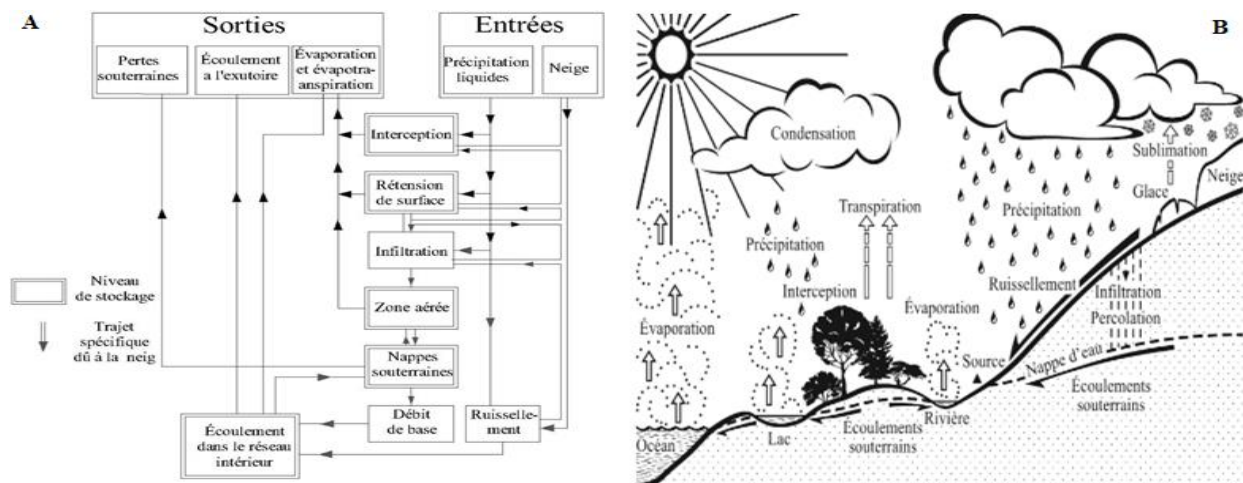 A
Sorties
Entrées
Pertes
souterraines
Écoulement
a l'exutoire
Évaporation
et évapotra-
anspiration
Précipitation
liquides
Neige
Interception
Rétension
de surface
Infiltration
Niveau
de stockage
Zone aérée
Trajet
spécifique
dû à la neig
Nappes
souterraines
Débit
de base
Ruisselle-
ment
Écoulement
dans le réseau
intérieur
B
Condensation
Sublimation
Neige
Glace
Précipitation
Transpiration
Précipitation
Ruissellement
Interception
Infiltration
Évaporation
Évaporation
Percolation
Source
Nappe d'eau
Écoulements
souterrains
Rivière
Écoulements
souterrains
Lac
Océan